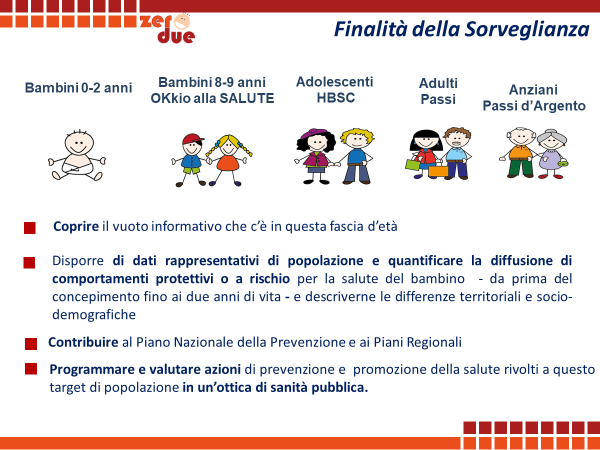 zero
due
Finalità della Sorveglianza
Bambini 0-2 anni
Bambini 8-9 anni
OKkio alla SALUTE
Adolescenti
HBSC
Adulti
Passi
Anziani
Passi d’Argento
Coprire il vuoto informativo che c’è in questa fascia d’età
Disporre di dati rappresentativi di popolazione e quantificare la diffusione di
comportamenti protettivi o a rischio per la salute del bambino - da prima del
concepimento fino ai due anni di vita - e descriverne le differenze territoriali e socio-
demografiche
Contribuire al Piano Nazionale della Prevenzione e ai Piani Regionali
Programmare e valutare azioni di prevenzione e promozione della salute rivolti a questo
target di popolazione in un’ottica di sanità pubblica.